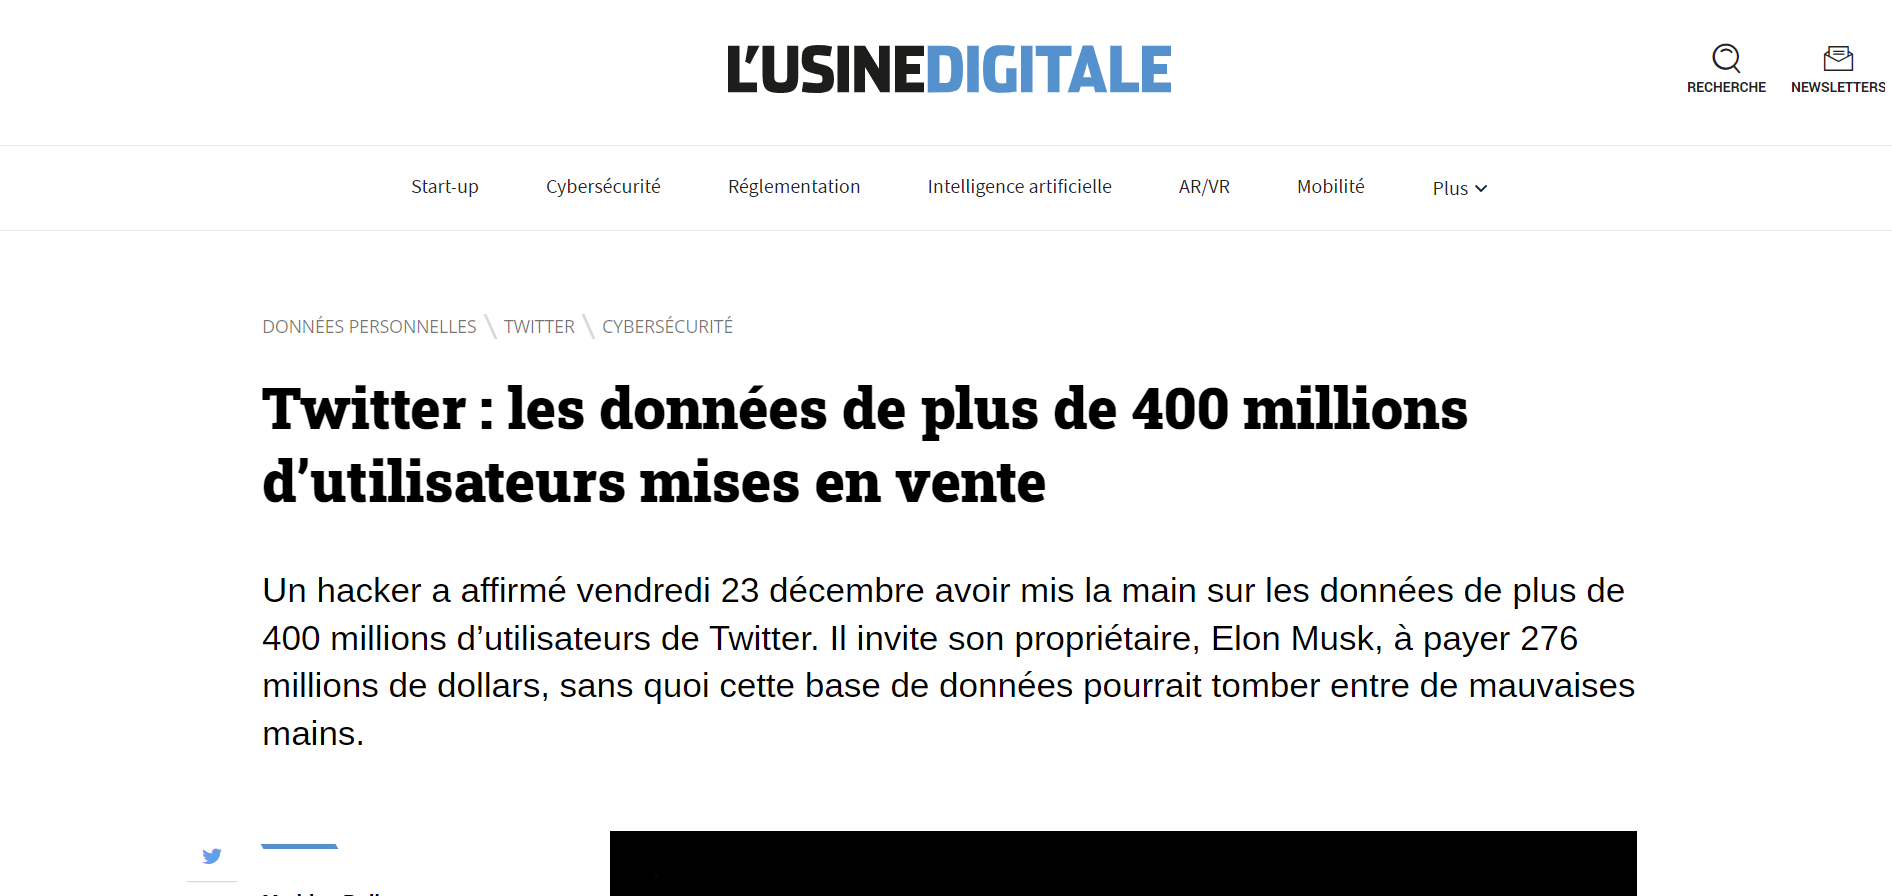 L'USINEDIGITALE
RECHERCHE
NEWSLETTERS
Start-up
Cybersécurité
Réglementation
Intelligence artificielle
AR/VR
Mobilité
Plus
DONNÉES PERSONNELLES \ TWITTER \ CYBERSÉCURITÉ
Twitter : les données de plus de 400 millions
d’utilisateurs mises en vente
Un hacker a affirmé vendredi 23 décembre avoir mis la main sur les données de plus de
400 millions d’utilisateurs de Twitter. Il invite son propriétaire, Elon Musk, à payer 276
millions de dollars, sans quoi cette base de données pourrait tomber entre de mauvaises
mains.